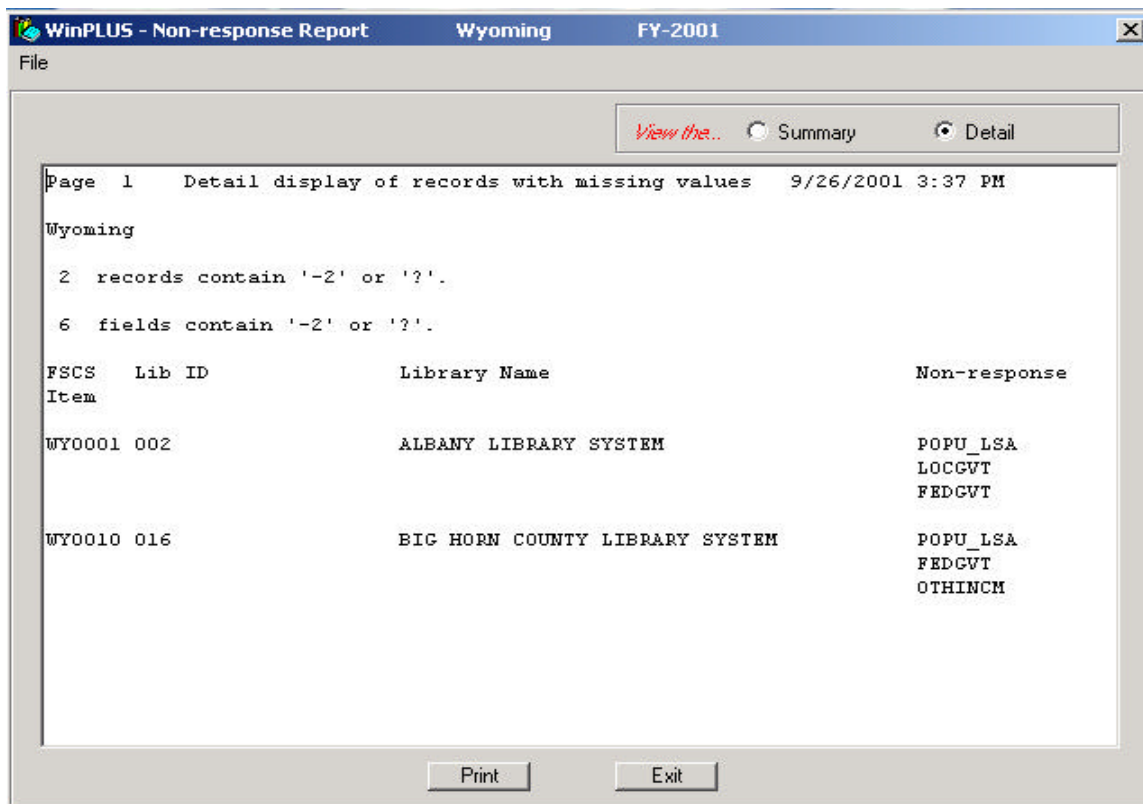 WinPLUS - Non-response Report Wyoming FY-2001
File
View the... Summary Detail
Page 1 Detail display of records with missing values 9/26/2001 3:37 PM
Wyoming
2 records contain '-2' or '?'.
6 fields contain '-2' or '?'.
FSCS Lib ID Library Name Non-response
Item
WY0001 002 ALBANY LIBRARY SYSTEM POPU_LSA
LOCGVT
FEDGVT
WY0010 016 BIG HORN COUNTY LIBRARY SYSTEM POPU_LSA
FEDGVT
OTHINCM
Print Exit